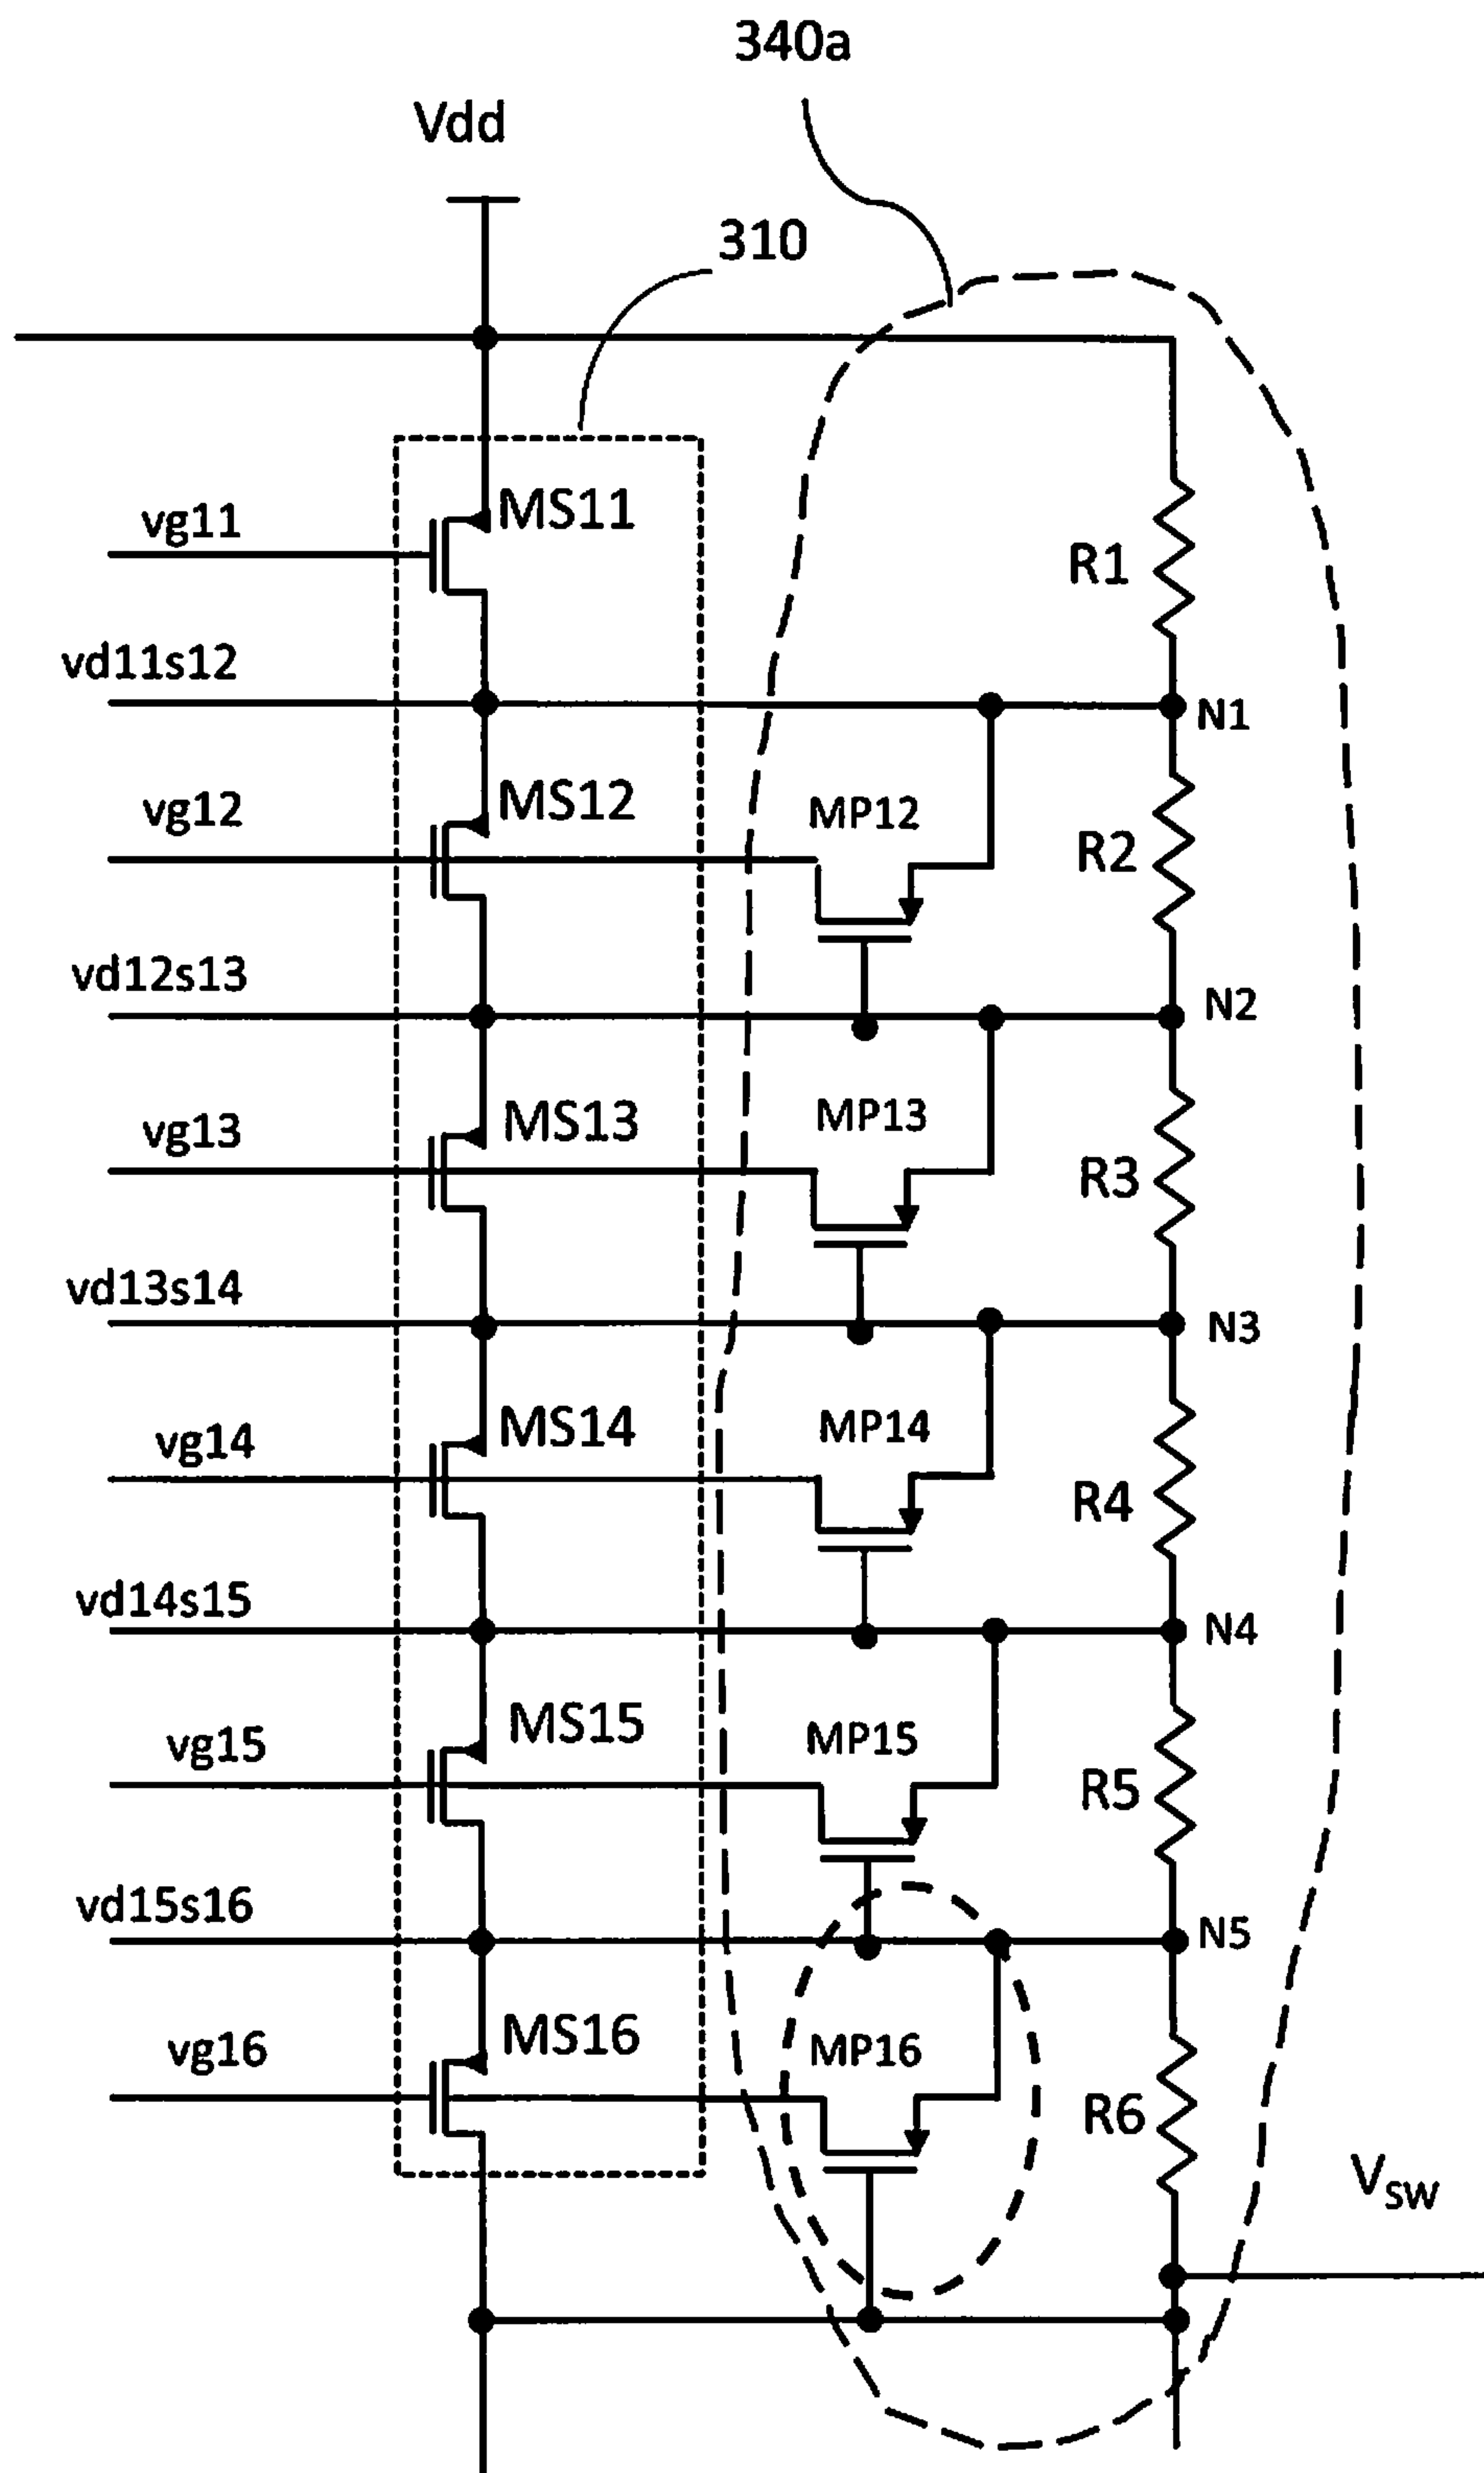 340a
Vdd
310
vg11
MS11
R1
vd11s12
N1
vg12
MS12
MP12
R2
vd12s13
N2
vg13
MS13
MP13
R3
vd13s14
N3
vg14
MS14
MP14
R4
vd14s15
N4
vg15
MS15
MP15
R5
vd15s16
N5
vg16
MS16
MP16
R6
VSW